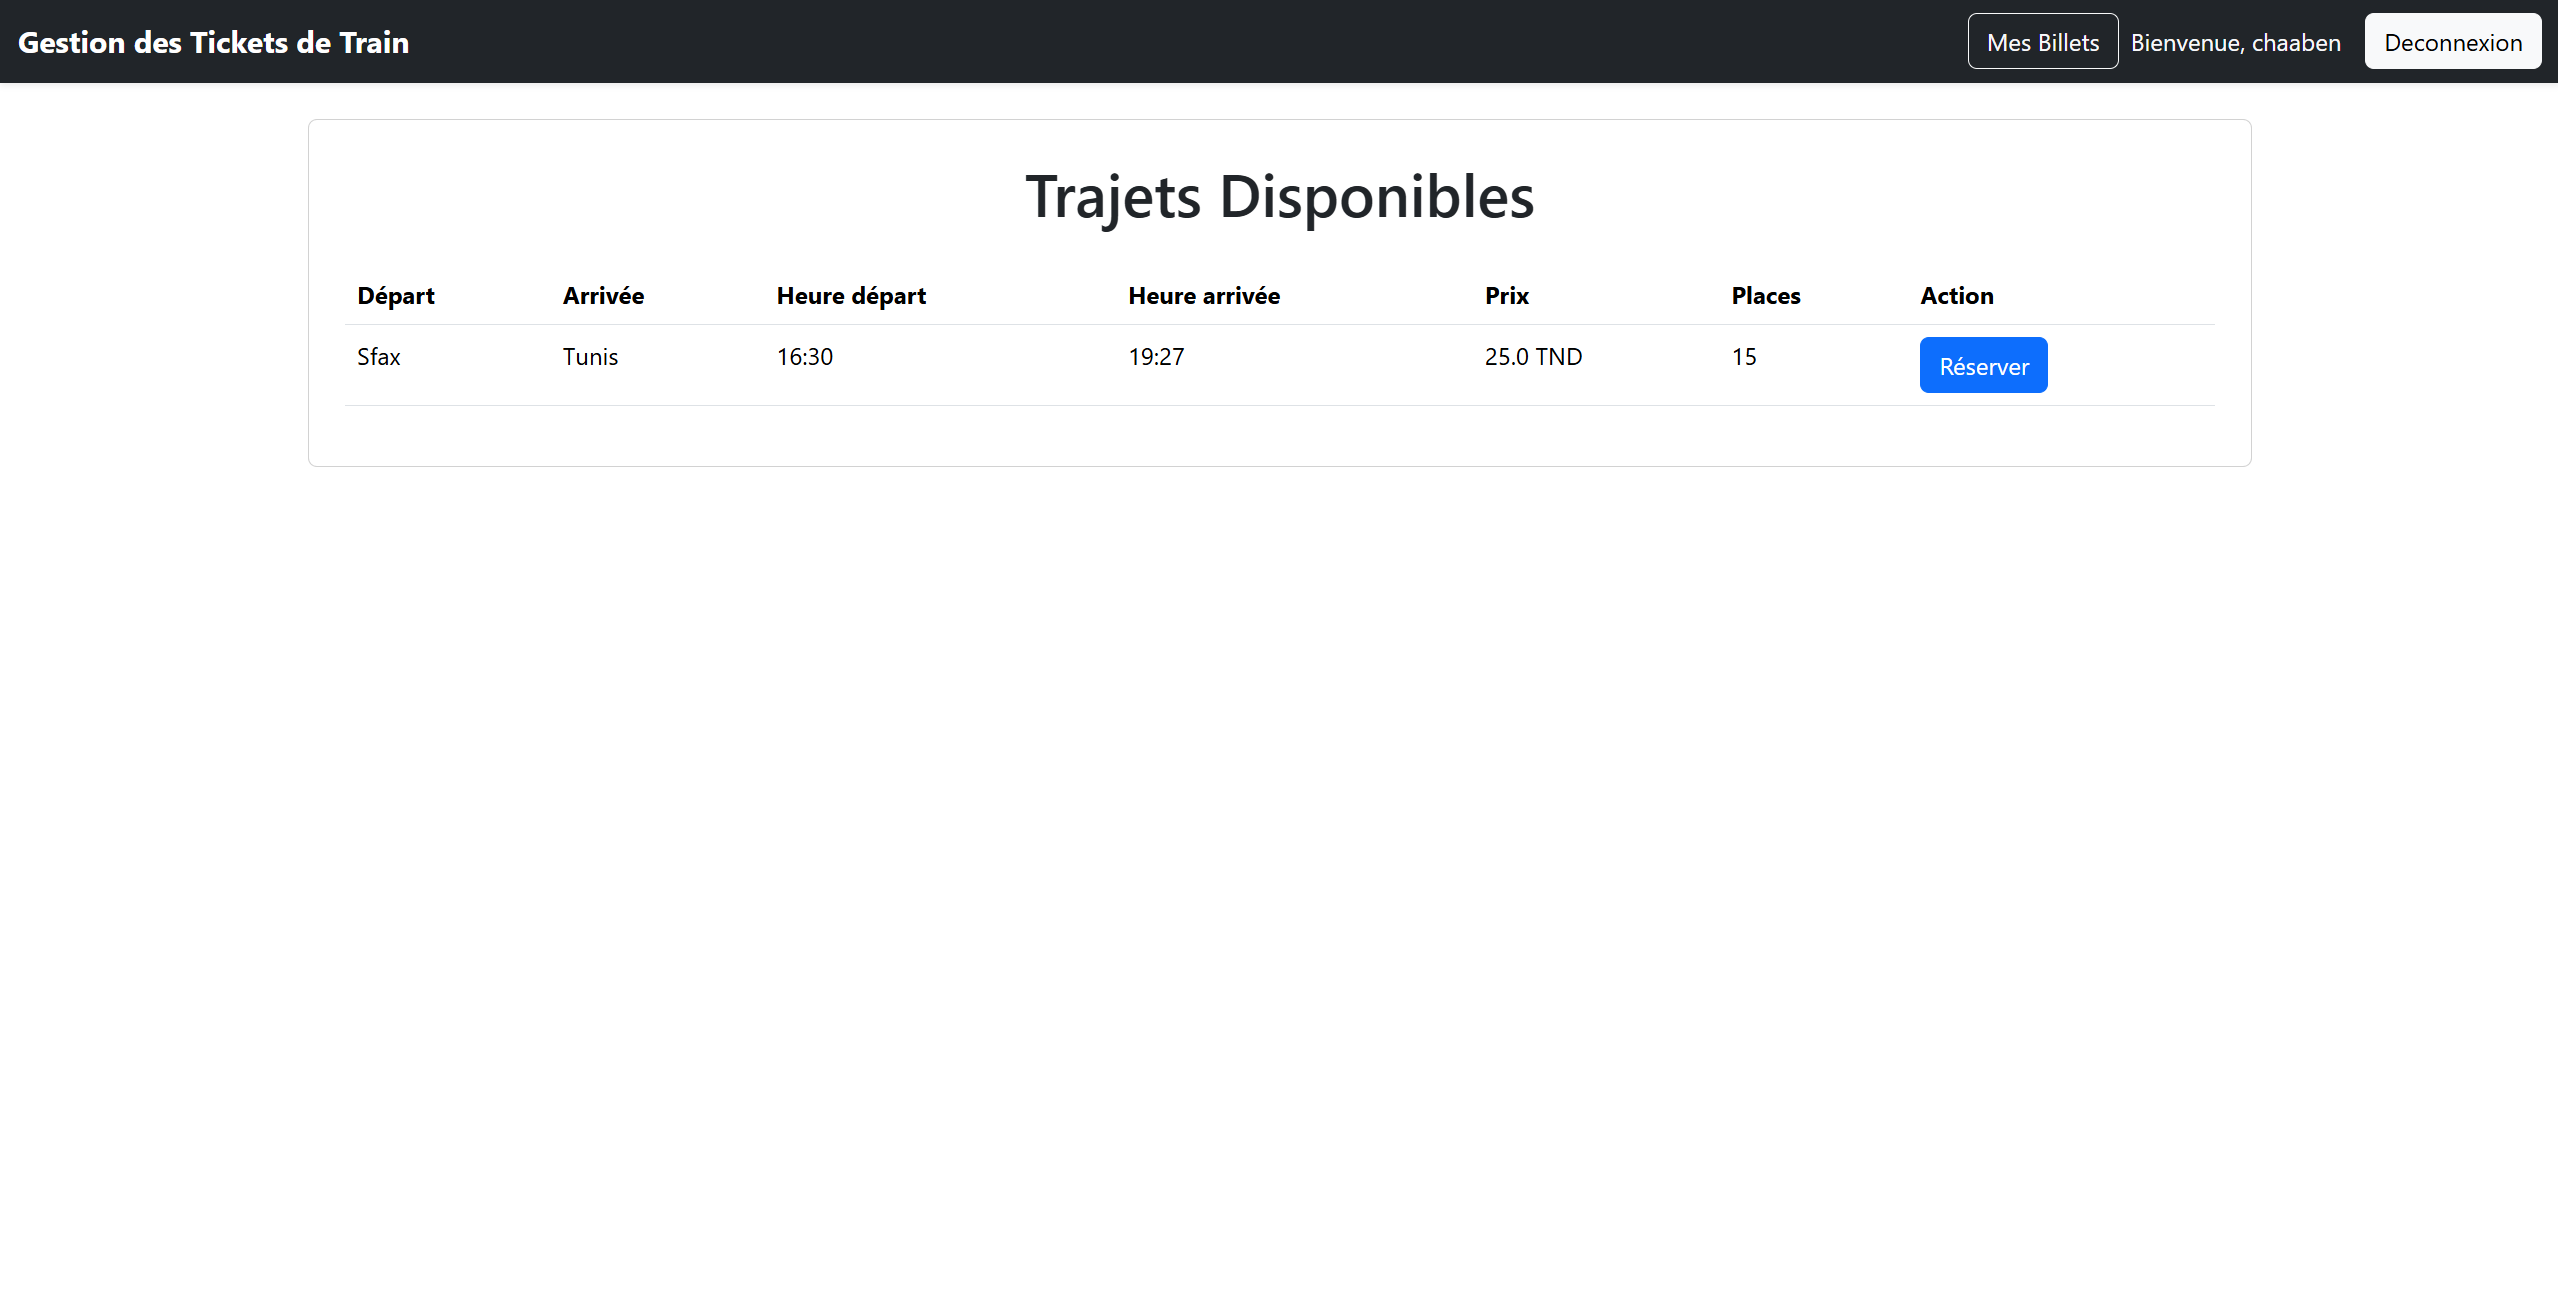 Gestion des Tickets de Train Mes Billets Bienvenue, chaaben Deconnexion
Trajets Disponibles
Départ Arrivée Heure départ Heure arrivée Prix Places Action
Sfax Tunis 16:30 19:27 25.0 TND 15 Réserver